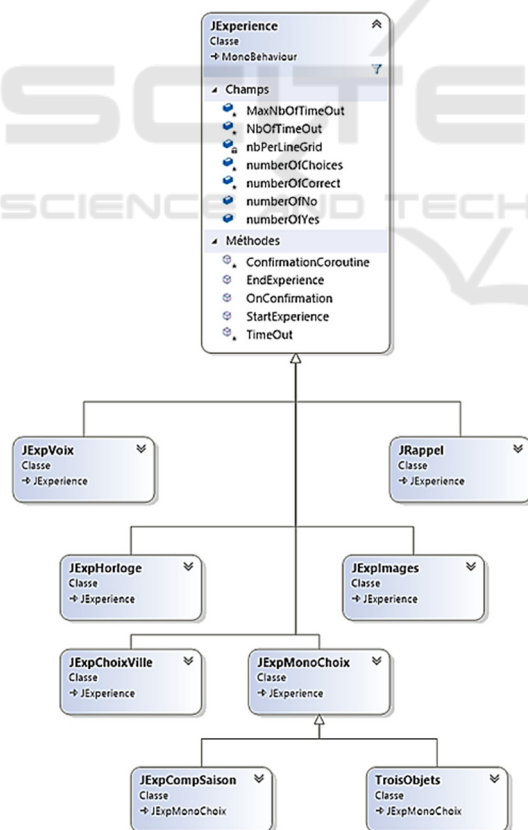 JExperience
Classe
MonoBehaviour
Champs
MaxNbOfTimeOut
NbOfTimeOut
nbPerLineGrid
numberOfChoices
numberOfCorrect
numberOfNo
numberOfYes
Méthodes
ConfirmationCoroutine
EndExperience
OnConfirmation
StartExperience
TimeOut
JExpVoix
Classe
JExperience
JRappel
Classe
JExperience
JExpHorloge
Classe
JExperience
JExpImages
Classe
JExperience
JExpChoixVille
Classe
JExperience
JExpMonoChoix
Classe
JExperience
JExpCompSaison
Classe
JExpMonoChoix
TroisObjets
Classe
JExpMonoChoix